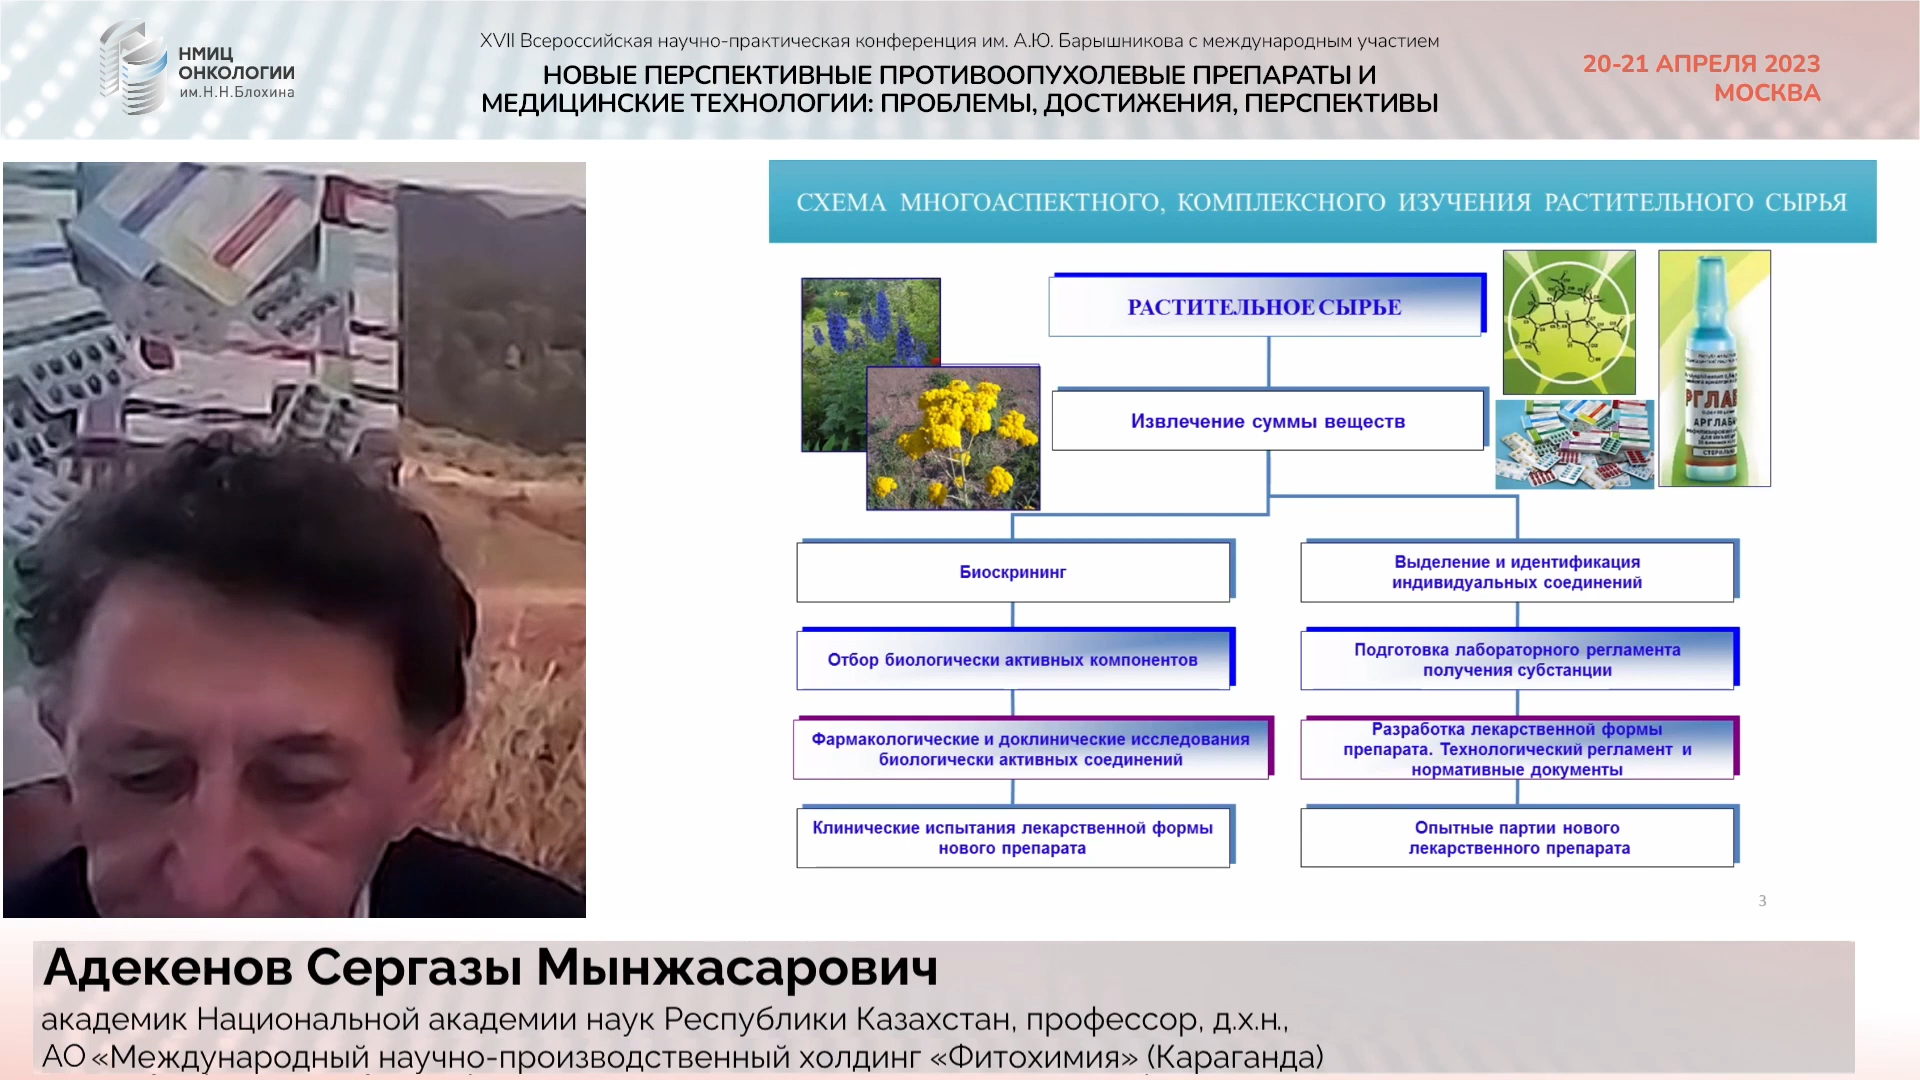 НМИЦ
ОНКОЛОГИИ
им.Н.Н.Блохина
XVII Всероссийская научно-практическая конференция им. А.Ю. Барышникова с международным участием
НОВЫЕ ПЕРСПЕКТИВНЫЕ ПРОТИВООПУХОЛЕВЫЕ ПРЕПАРАТЫ И
МЕДИЦИНСКИЕ ТЕХНОЛОГИИ: ПРОБЛЕМЫ, ДОСТИЖЕНИЯ, ПЕРСПЕКТИВЫ
20-21 АПРЕЛЯ 2023
МОСКВА
СХЕМА МНОГОАСПЕКТНОГО, КОМПЛЕКСНОГО ИЗУЧЕНИЯ РАСТИТЕЛЬНОГО СЫРЬЯ
РАСТИТЕЛЬНОЕ СЫРЬЕ
Извлечение суммы веществ
РГЛАБ
АРГЛАБИ
Биоскрининг
Выделение и идентификация
индивидуальных соединений
Отбор биологически активных компонентов
Подготовка лабораторного регламента
получения субстанции
Фармакологические и доклинические исследования
биологически активных соединений
Разработка лекарственной формы
препарата. Технологический регламент и
нормативные документы
Клинические испытания лекарственной формы
нового препарата
Опытные партии нового
лекарственного препарата
3
Адекенов Сергазы Мынжасарович
академик Национальной академии наук Республики Казахстан, профессор, д.х.н.,
АО «Международный научно-производственный холдинг «Фитохимия» (Караганда)